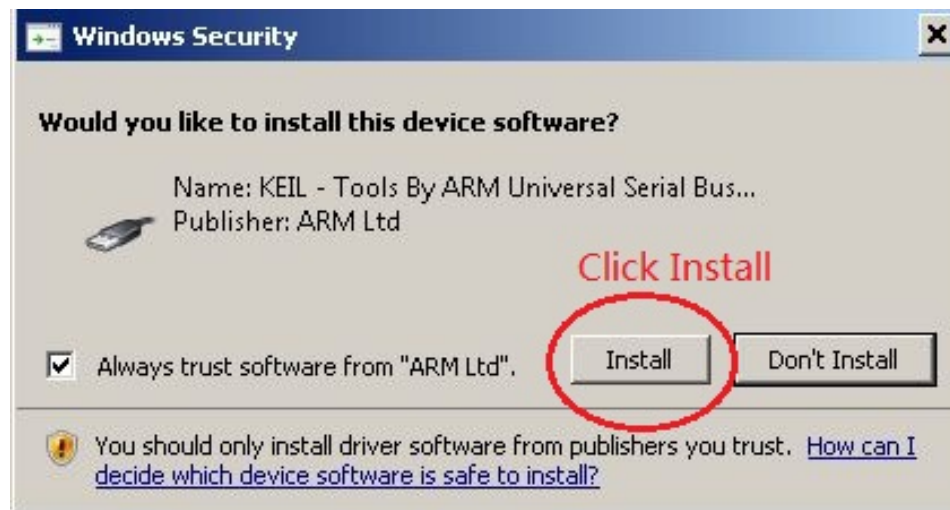 Windows Security
Would you like to install this device software?
Name: KEIL - Tools By ARM Universal Serial Bus...
Publisher: ARM Ltd
Click Install
Always trust software from "ARM Ltd".
Install
Don't Install
You should only install driver software from publishers you trust. How can I
decide which device software is safe to install?